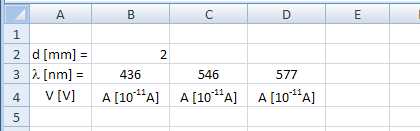 A B C D E
1
2 d [mm] = 2
3 λ [nm] = 436 546 577
4 V [V] A [10⁻¹¹A] A [10⁻¹¹A] A [10⁻¹¹A]
5